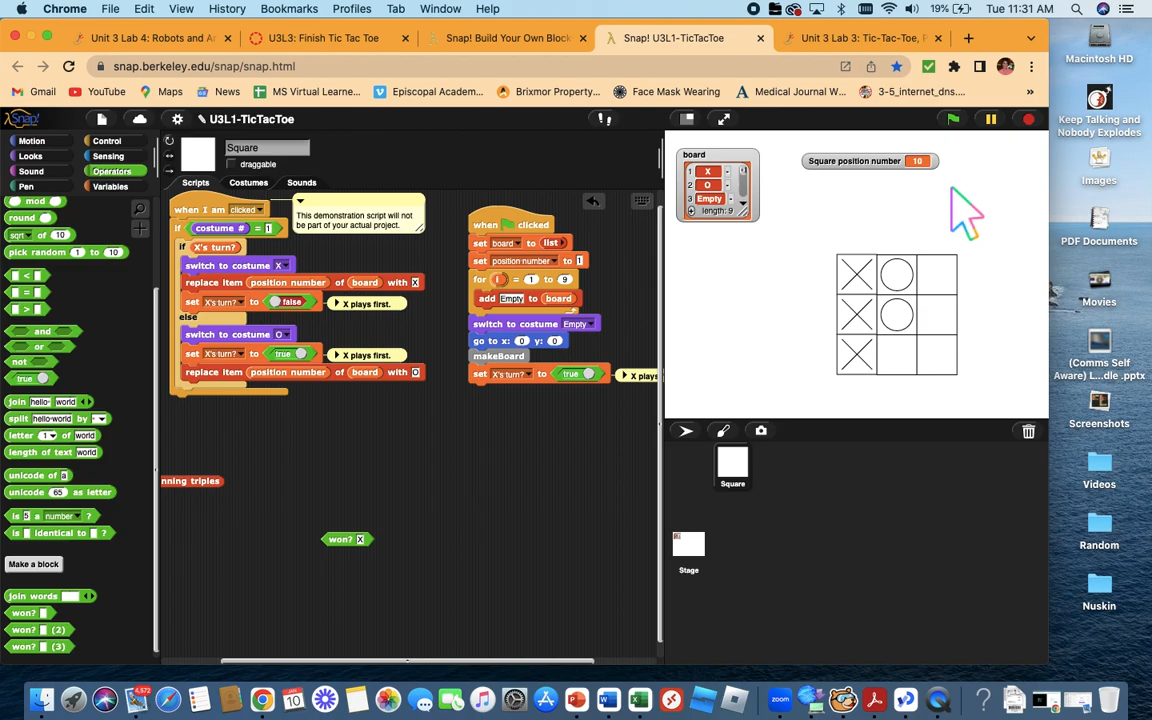 Chrome File Edit View History Bookmarks Profiles Tab Window Help 19% Tue 11:31 AM
Unit 3 Lab 4: Robots and Ar U3L3: Finish Tic Tac Toe Snap! Build Your Own Block Snap! U3L1-TicTacToe Unit 3 Lab 3: Tic-Tac-Toe, P
snap.berkeley.edu/snap/snap.html
Gmail YouTube Maps News MS Virtual Learne... Episcopal Academ... Brixmor Property... Face Mask Wearing Medical Journal W... 3-5_internet_dns....
Snap! U3L1-TicTacToe
Motion Control
Looks Sensing
Sound Operators
Pen Variables
mod
round
sqrt of 10
pick random 1 to 10
<
=
>
and
or
not
true
join hello world
split hello world by
letter 1 of world
length of text world
unicode of a
unicode 65 as letter
is 5 a number ?
is identical to ?
Make a block
join words
won?
won? (2)
won? (3)
Square
draggable
Scripts Costumes Sounds
when I am clicked
This demonstration script will not
be part of your actual project.
if costume # = 1
if X's turn?
switch to costume X
replace item position number of board with X
set X's turn? to false X plays first.
else
switch to costume O
set X's turn? to true X plays first.
replace item position number of board with O
when clicked
set board to list
set position number to 1
for i = 1 to 9
add Empty to board
switch to costume Empty
go to x: 0 y: 0
makeBoard
set X's turn? to true X plays
nning triples
won? X
board
1 X
2 O
3 Empty
length: 9
Square position number 10
Square
Stage
Macintosh HD
Keep Talking and
Nobody Explodes
Images
PDF Documents
Movies
(Comms Self
Aware) L...dle .pptx
Screenshots
Videos
Random
Nuskin
4,572
JAN
10
zoom